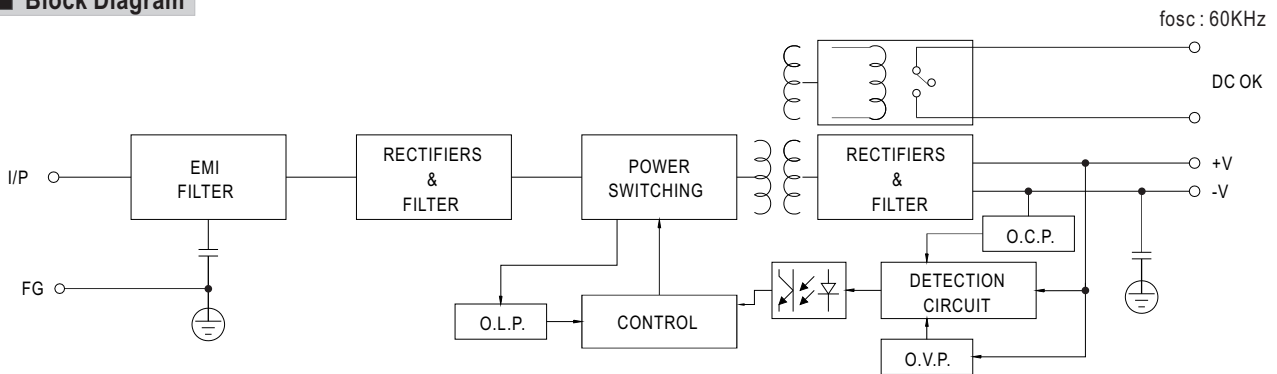 Block Diagram
fosc : 60KHz
DC OK
I/P
EMI
FILTER
RECTIFIERS
&
FILTER
POWER
SWITCHING
RECTIFIERS
&
FILTER
+V
-V
O.C.P.
FG
O.L.P.
CONTROL
DETECTION
CIRCUIT
O.V.P.